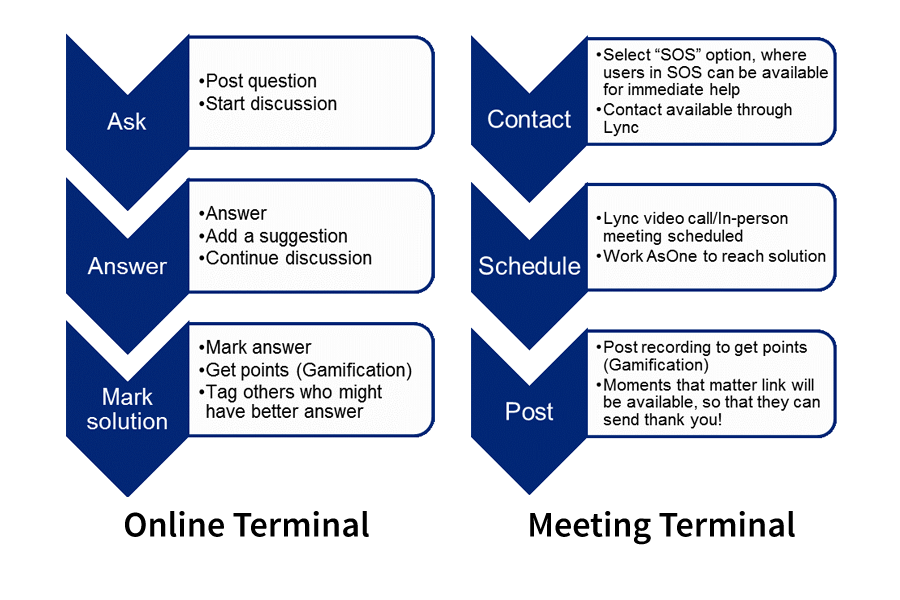 Ask
•Post question
•Start discussion
Answer
•Answer
•Add a suggestion
•Continue discussion
Mark
solution
•Mark answer
•Get points (Gamification)
•Tag others who might
have better answer
Online Terminal
Contact
•Select “SOS” option, where
users in SOS can be available
for immediate help
•Contact available through
Lync
Schedule
•Lync video call/In-person
meeting scheduled
•Work AsOne to reach solution
Post
•Post recording to get points
(Gamification)
•Moments that matter link will
be available, so that they can
send thank you!
Meeting Terminal